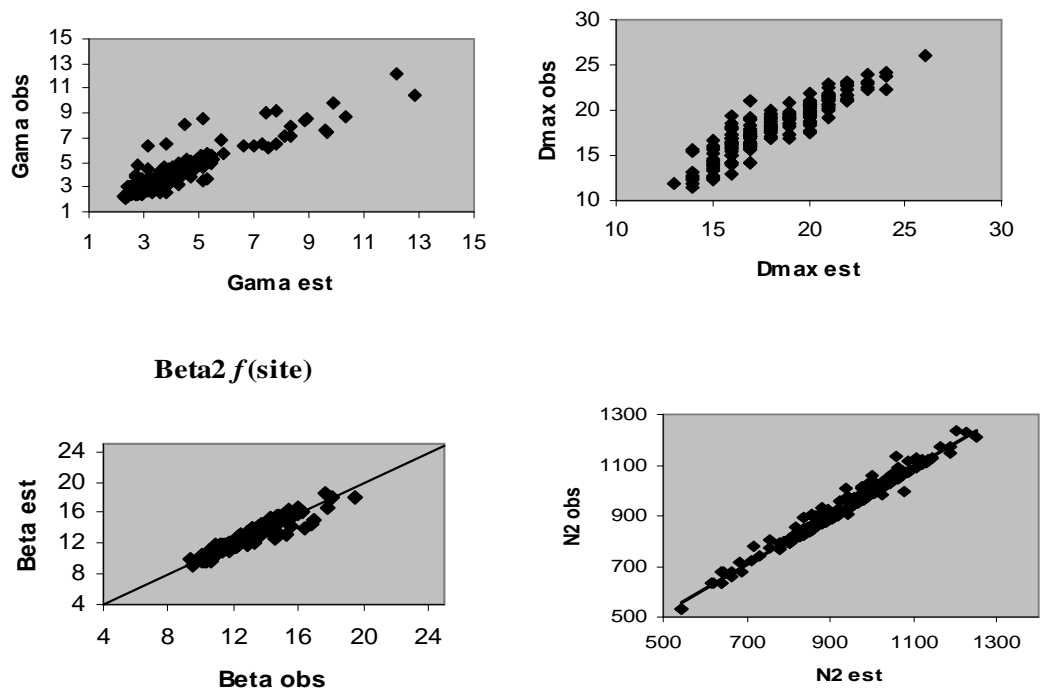 Gama obs
15
13
11
9
7
5
3
1
1 3 5 7 9 11 13 15
Gama est
Dmax obs
30
25
20
15
10
10 15 20 25 30
Dmax est
Beta2 f(site)
Beta est
24
20
16
12
8
4
4 8 12 16 20 24
Beta obs
N2 obs
1300
1100
900
700
500
500 700 900 1100 1300
N2 est